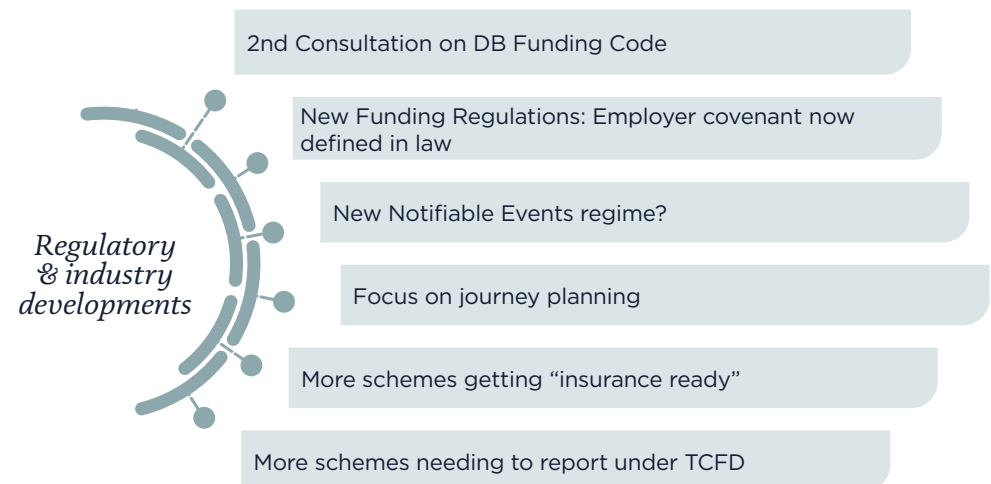 2nd Consultation on DB Funding Code
New Funding Regulations: Employer covenant now
defined in law
New Notifiable Events regime?
Regulatory
& industry
developments
Focus on journey planning
More schemes getting “insurance ready”
More schemes needing to report under TCFD